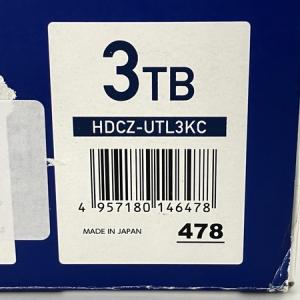 3TB
HDCZ-UTL3KC
4 957180 146478
MADE IN JAPAN 478